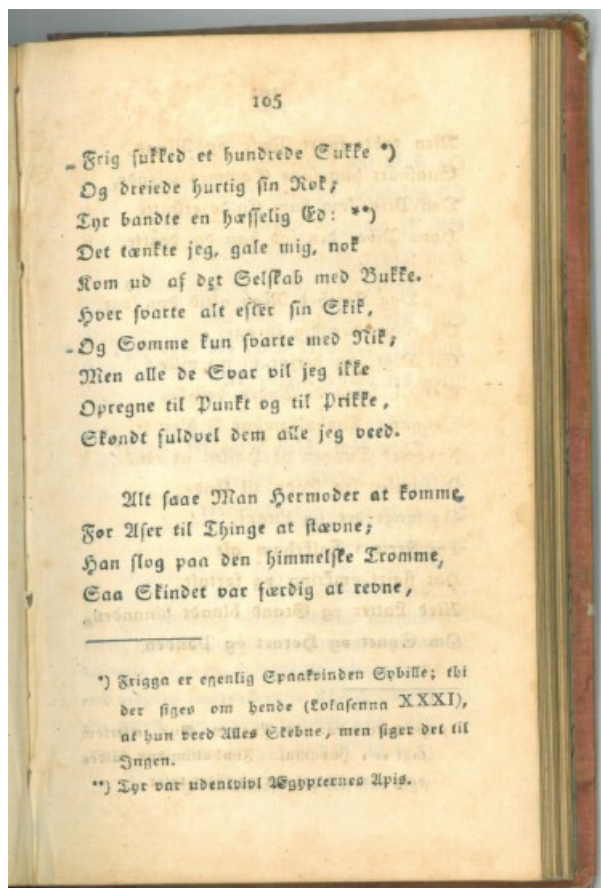 105
Frig sukked et hundrede Sukke *)
Og dreiede hurtig sin Rok;
Tyr bandte en hæsselig Ed: **)
Det tænkte jeg, gale mig, nok
Kom ud af det Selskab med Bukke.
Hver svarte alt efter sin Skik,
Og Somme kun svarte med Nik;
Men alle de Svar vil jeg ikke
Opregne til Punkt og til Prikke,
Skøndt fuldvel dem alle jeg veed.
Alt saae Man Hermoder at komme,
For Aser til Thinge at stævne;
Han slog paa den himmelske Tromme,
Saa Skindet var færdig at revne,
*) Frigga er egenlig Spaakvinden Sybille; thi
der siges om hende (Lokasenna XXXI),
at hun veed Alles Skebne, men siger det til
Ingen.
**) Tyr var udentvivl Ægypternes Apis.